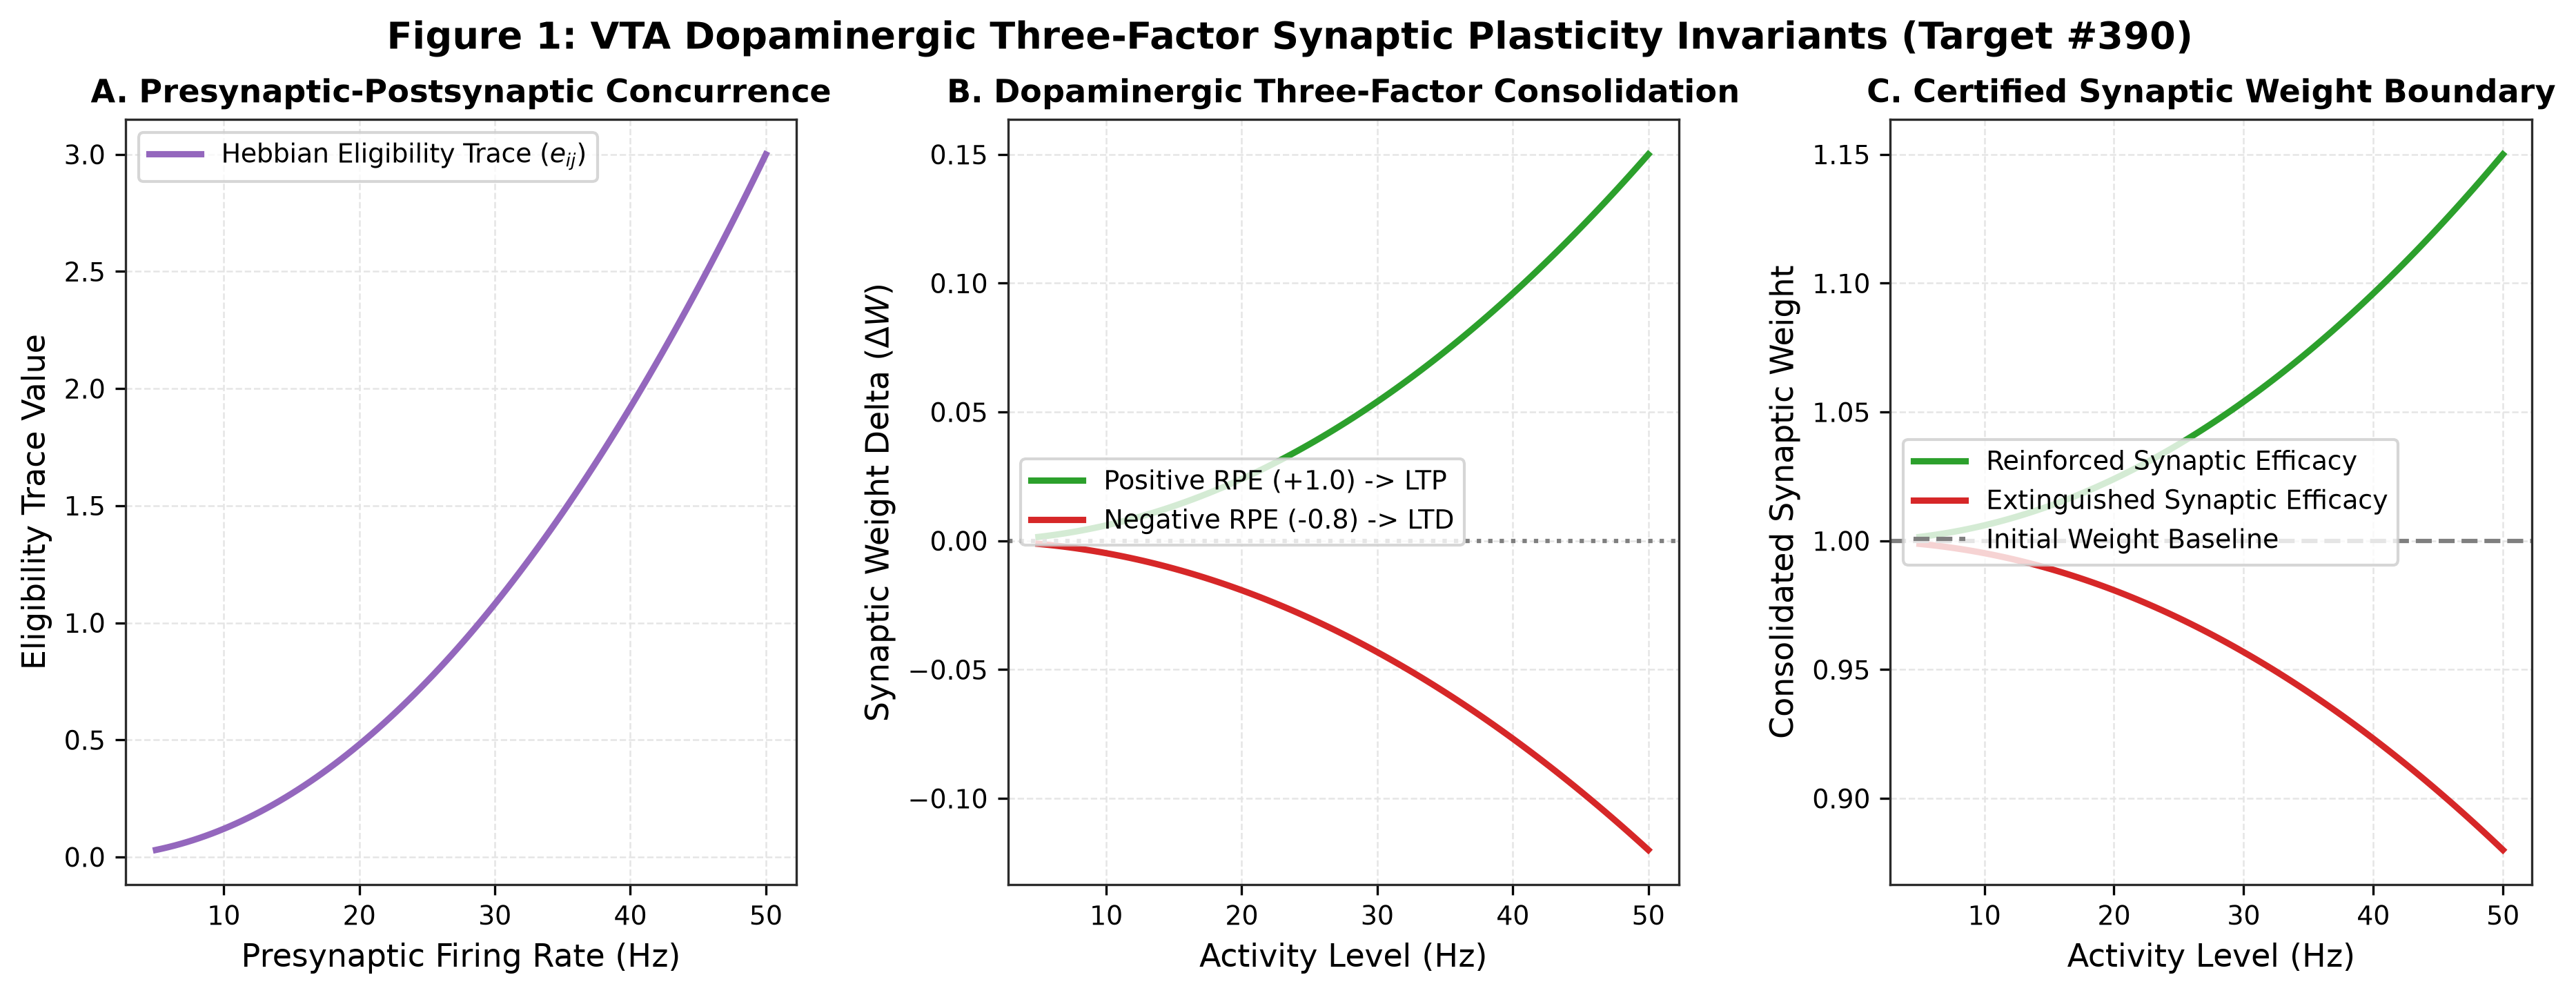 Figure 1: VTA Dopaminergic Three-Factor Synaptic Plasticity Invariants (Target #390)
A. Presynaptic-Postsynaptic Concurrence
Eligibility Trace Value
3.0
2.5
2.0
1.5
1.0
0.5
0.0
Hebbian Eligibility Trace (e_{ij})
10 20 30 40 50
Presynaptic Firing Rate (Hz)
B. Dopaminergic Three-Factor Consolidation
Synaptic Weight Delta (ΔW)
0.15
0.10
0.05
0.00
−0.05
−0.10
Positive RPE (+1.0) -> LTP
Negative RPE (-0.8) -> LTD
10 20 30 40 50
Activity Level (Hz)
C. Certified Synaptic Weight Boundary
Consolidated Synaptic Weight
1.15
1.10
1.05
1.00
0.95
0.90
Reinforced Synaptic Efficacy
Extinguished Synaptic Efficacy
Initial Weight Baseline
10 20 30 40 50
Activity Level (Hz)